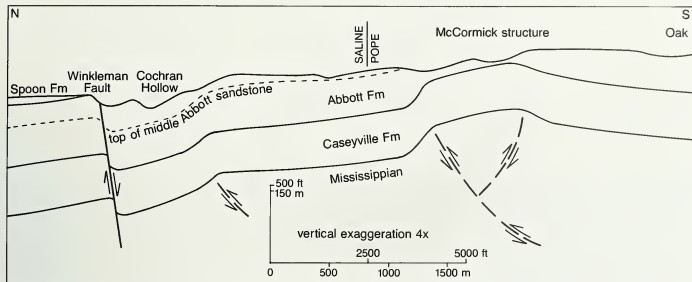 N
S
McCormick structure
Oak
SALINE
POPE
Winkleman
Fault
Cochran
Hollow
Spoon Fm
top of middle Abbott sandstone
Abbott Fm
Caseyville Fm
Mississippian
500 ft
150 m
vertical exaggeration 4x
2500
5000 ft
0
500
1000
1500 m